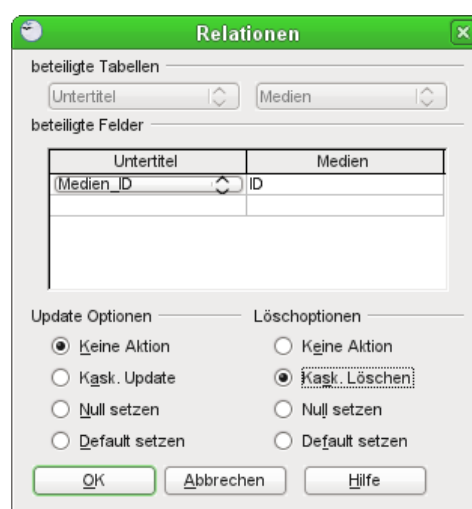 Relationen
beteiligte Tabellen
Untertitel Medien
beteiligte Felder
Untertitel Medien
Medien_ID ID
Update Optionen Löschoptionen
Keine Aktion Keine Aktion
Kask. Update Kask. Löschen
Null setzen Null setzen
Default setzen Default setzen
OK Abbrechen Hilfe